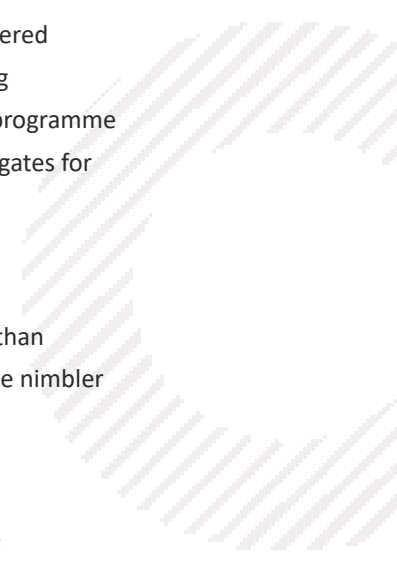 ered
g
programme
gates for
than
e nimbler